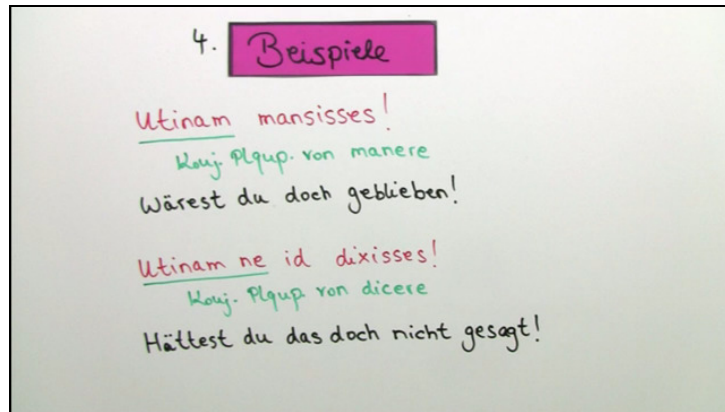 4. Beispiele
Utinam mansisses!
Konj. Plqup. von manere
Wärest du doch geblieben!
Utinam ne id dixisses!
Konj. Plqup. von dicere
Hättest du das doch nicht gesagt!